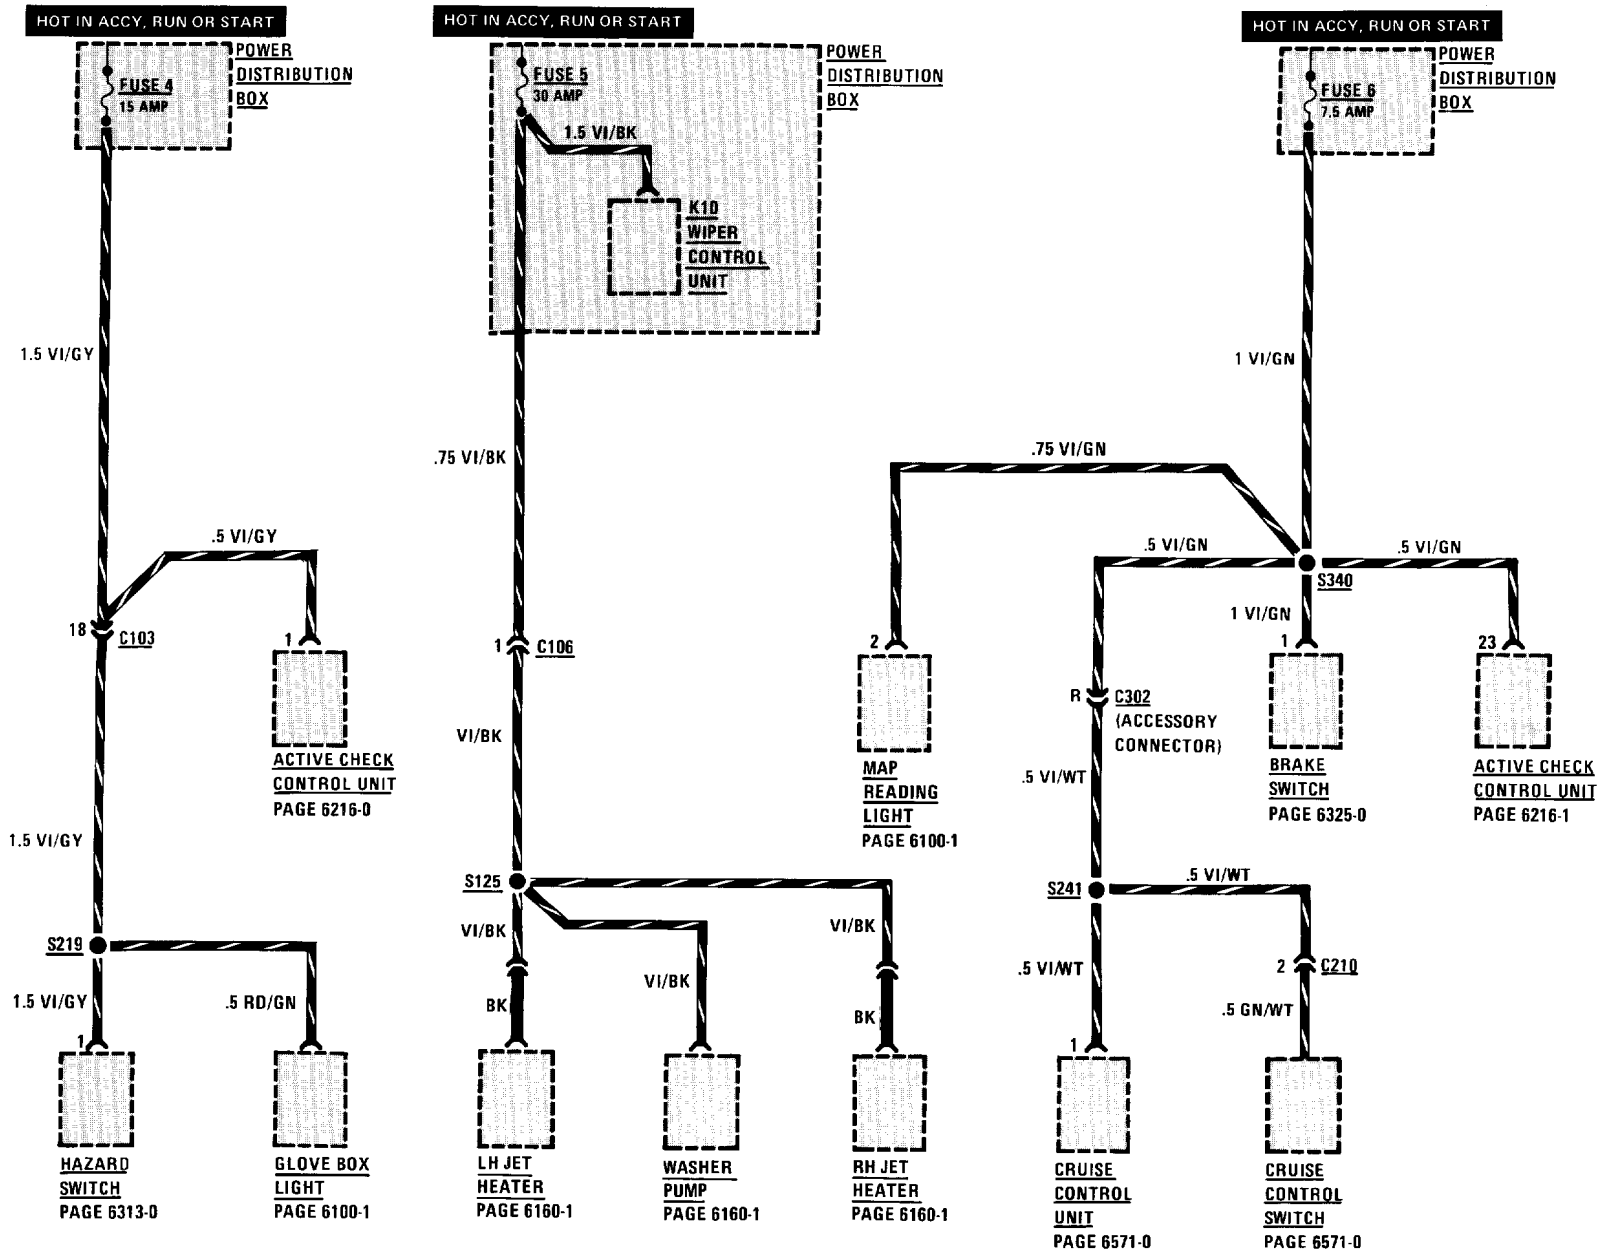 HOT IN ACCY, RUN OR START
POWER
DISTRIBUTION
BOX
FUSE 4
15 AMP
1.5 VI/GY
.5 VI/GY
18
C103
1
ACTIVE CHECK
CONTROL UNIT
PAGE 6216-0
1.5 VI/GY
S219
1.5 VI/GY
.5 RD/GN
1
HAZARD
SWITCH
PAGE 6313-0
GLOVE BOX
LIGHT
PAGE 6100-1
HOT IN ACCY, RUN OR START
POWER
DISTRIBUTION
BOX
FUSE 5
30 AMP
1.5 VI/BK
K10
WIPER
CONTROL
UNIT
.75 VI/BK
1
C106
VI/BK
S125
VI/BK
VI/BK
VI/BK
BK
BK
LH JET
HEATER
PAGE 6160-1
WASHER
PUMP
PAGE 6160-1
RH JET
HEATER
PAGE 6160-1
HOT IN ACCY, RUN OR START
POWER
DISTRIBUTION
BOX
FUSE 6
7.5 AMP
1 VI/GN
.75 VI/GN
.5 VI/GN
.5 VI/GN
S340
1 VI/GN
2
1
23
MAP
READING
LIGHT
PAGE 6100-1
R
C302
(ACCESSORY
CONNECTOR)
BRAKE
SWITCH
PAGE 6325-0
ACTIVE CHECK
CONTROL UNIT
PAGE 6216-1
.5 VI/WT
S241
.5 VI/WT
.5 VI/WT
2
C210
.5 GN/WT
1
CRUISE
CONTROL
UNIT
PAGE 6571-0
CRUISE
CONTROL
SWITCH
PAGE 6571-0